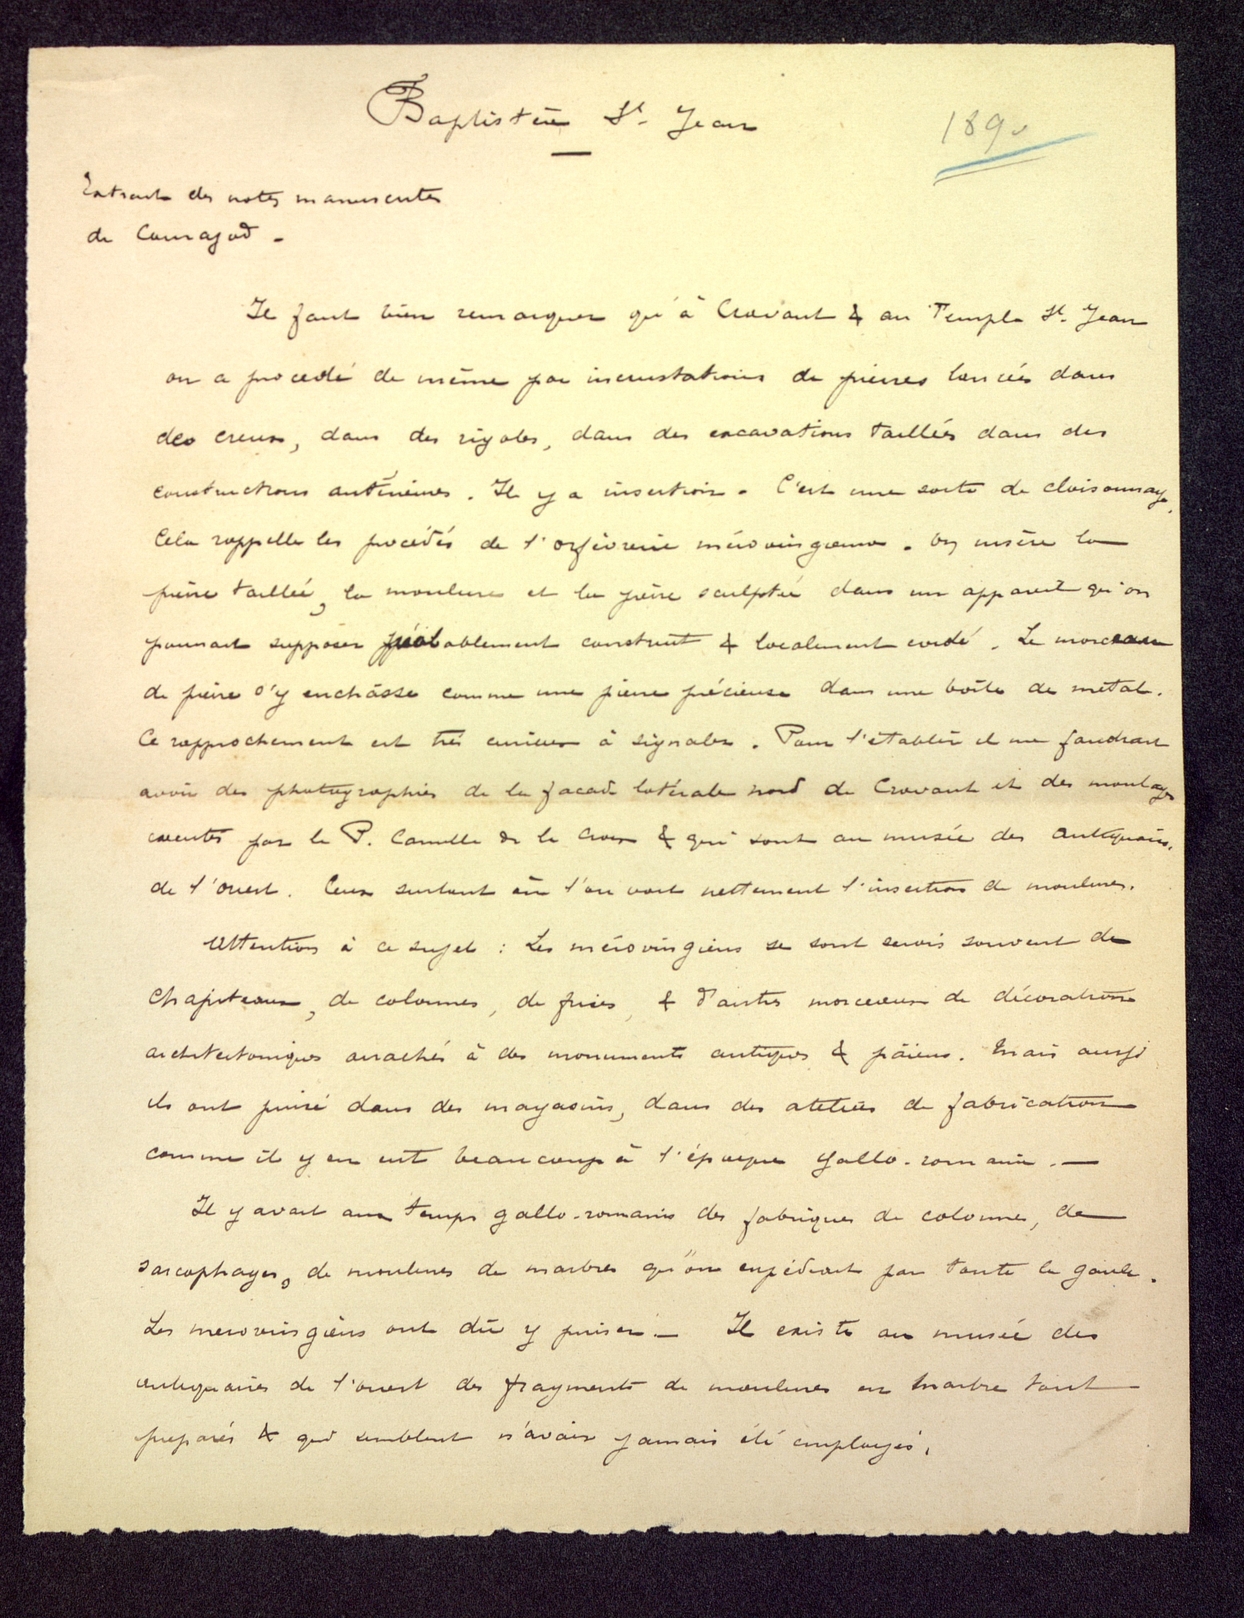 Baptistère St. Jean
1890
Extrait des notes manuscrites
de Courajod -
Il faut bien remarquer qu'à Cravant & au Temple St. Jean
on a procédé de même par incrustations de pierres lancées dans
des creux, dans des rigoles, dans des excavations taillées dans des
constructions antérieures. Il y a insertion. C'est une sorte de cloisonnage,
Cela rappelle les procédés de l'orfèvrerie mérovingienne. On insère la
pierre taillée, la moulure et la pierre sculptée dans un appareil qu'on
pourrait supposer préalablement construit & localement évidé. Le morceau
de pierre s'y enchâsse comme une pierre précieuse dans une boîte de métal.
Ce rapprochement est très curieux à signaler. Pour l'établir il me faudrait
avoir des photographies de la façade latérale nord de Cravant et des moulages
exécutés par le P. Camille de la Croix & qui sont au musée des antiquaires.
de l'ouest. Ceux surtout où l'on voit nettement l'insertion de moulures.
Attention à ce sujet : Les mérovingiens se sont servis souvent de
chapiteaux, de colonnes, de frises, & d'autres morceaux de décorations
architectoniques arrachés à des monuments antiques & païens. Mais aussi
ils ont puisé dans des magasins, dans des ateliers de fabrication
comme il y en eut beaucoup à l'époque gallo-romaine. —
Il y avait aux temps gallo-romains des fabriques de colonnes, de
sarcophages, de moulures de marbres qu'on expédiait par toute la gaule.
Les mérovingiens ont dû y puiser — Il existe au musée des
antiquaires de l'ouest des fragments de moulures en marbre tout
préparés & qui semblent n'avoir jamais été employés.